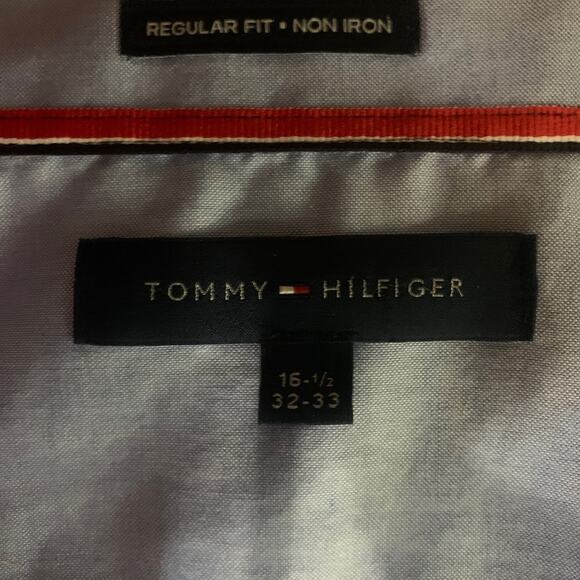 REGULAR FIT • NON IRON
TOMMY HILFIGER
16-1/2
32-33